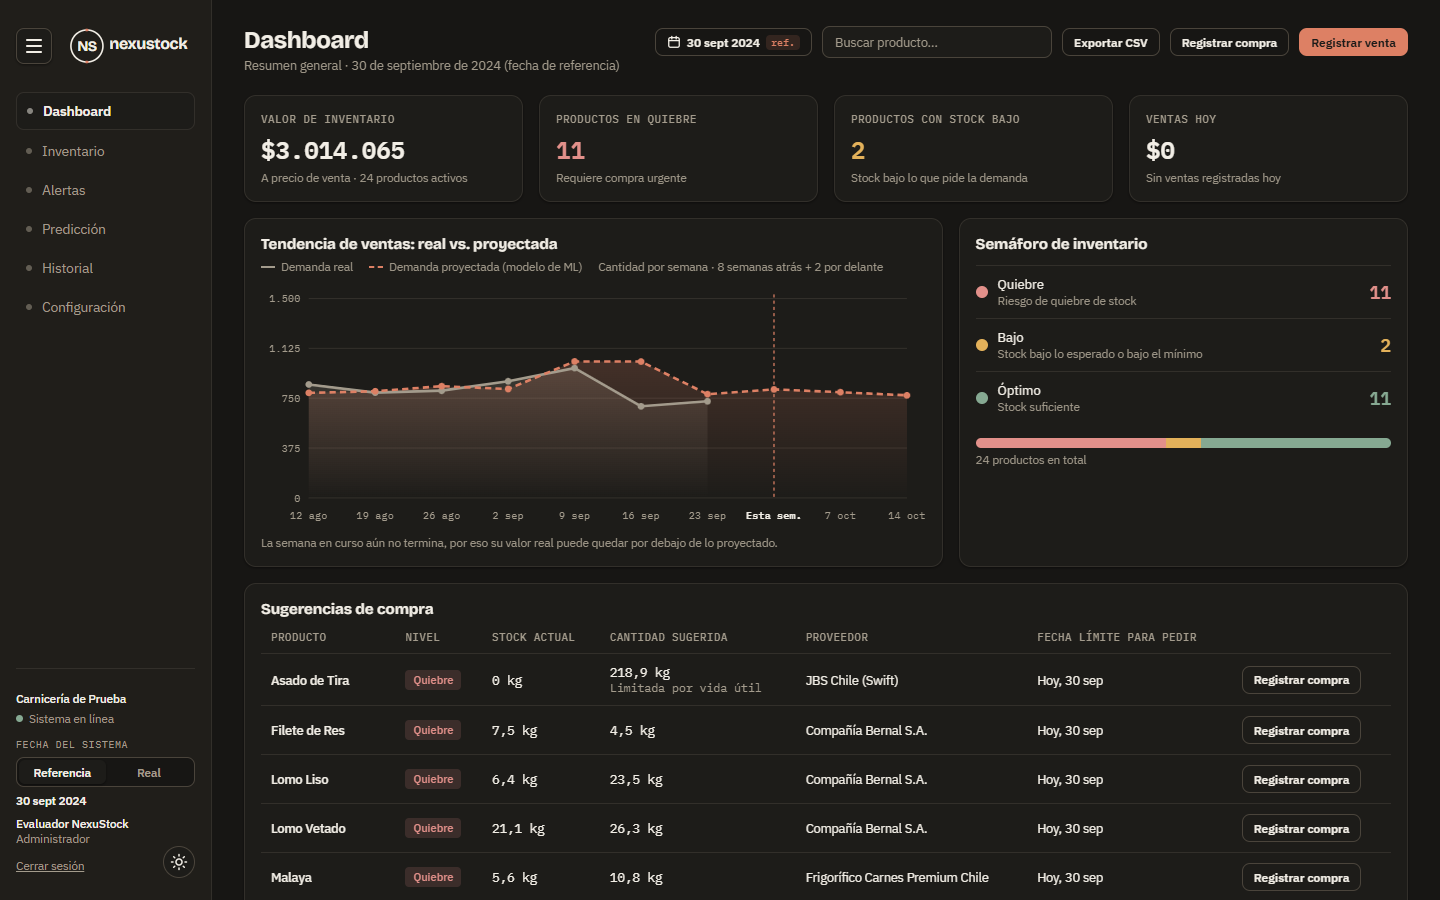 NS nexustock
Dashboard
Inventario
Alertas
Predicción
Historial
Configuración
Carnicería de Prueba
Sistema en línea
FECHA DEL SISTEMA
Referencia Real
30 sept 2024
Evaluador NexuStock
Administrador
Cerrar sesión
Dashboard
Resumen general · 30 de septiembre de 2024 (fecha de referencia)
30 sept 2024 ref.
Buscar producto...
Exportar CSV
Registrar compra
Registrar venta
VALOR DE INVENTARIO
$3.014.065
A precio de venta · 24 productos activos
PRODUCTOS EN QUIEBRE
11
Requiere compra urgente
PRODUCTOS CON STOCK BAJO
2
Stock bajo lo que pide la demanda
VENTAS HOY
$0
Sin ventas registradas hoy
Tendencia de ventas: real vs. proyectada
Demanda real Demanda proyectada (modelo de ML) Cantidad por semana · 8 semanas atrás + 2 por delante
1.500
1.125
750
375
0
12 ago 19 ago 26 ago 2 sep 9 sep 16 sep 23 sep Esta sem. 7 oct 14 oct
La semana en curso aún no termina, por eso su valor real puede quedar por debajo de lo proyectado.
Semáforo de inventario
Quiebre 11
Riesgo de quiebre de stock
Bajo 2
Stock bajo lo esperado o bajo el mínimo
Óptimo 11
Stock suficiente
24 productos en total
Sugerencias de compra
PRODUCTO NIVEL STOCK ACTUAL CANTIDAD SUGERIDA PROVEEDOR FECHA LÍMITE PARA PEDIR
Asado de Tira Quiebre 0 kg 218,9 kg JBS Chile (Swift) Hoy, 30 sep Registrar compra
Limitada por vida útil
Filete de Res Quiebre 7,5 kg 4,5 kg Compañía Bernal S.A. Hoy, 30 sep Registrar compra
Lomo Liso Quiebre 6,4 kg 23,5 kg Compañía Bernal S.A. Hoy, 30 sep Registrar compra
Lomo Vetado Quiebre 21,1 kg 26,3 kg Compañía Bernal S.A. Hoy, 30 sep Registrar compra
Malaya Quiebre 5,6 kg 10,8 kg Frigorífico Carnes Premium Chile Hoy, 30 sep Registrar compra